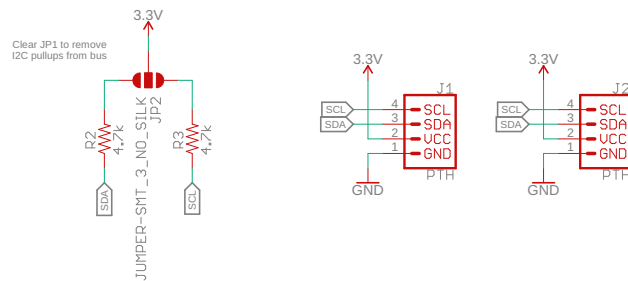 3.3V
Clear JP1 to remove
I2C pullups from bus
JUMPER-SMT_3_NO_SILK
JP2
R2
4.7k
R3
4.7k
SDA
SCL
3.3V
J1
SCL
SDA
4
3
2
1
SCL
SDA
VCC
GND
PTH
GND
3.3V
J2
SCL
SDA
4
3
2
1
SCL
SDA
VCC
GND
PTH
GND